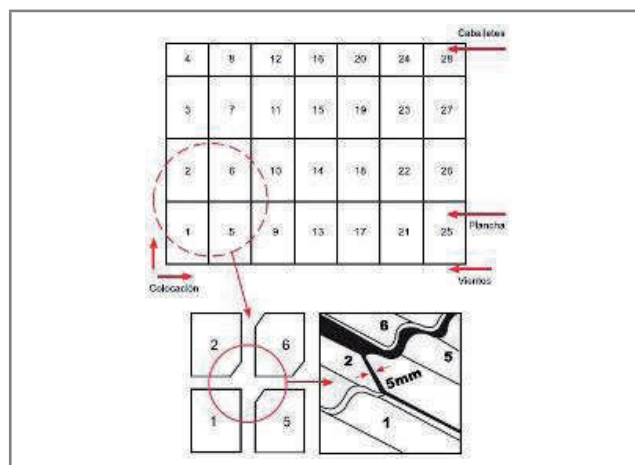 Caballetes
4 8 12 16 20 24 28
3 7 11 15 19 23 27
2 6 10 14 18 22 26
1 5 9 13 17 21 25
Plancha
Colocación
Vientos
2 6
1 5
6
2 5
5mm
1